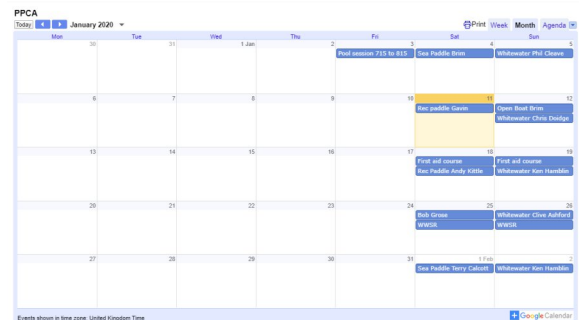 PPCA
Today January 2020 Print Week Month Agenda
Mon Tue Wed Thu Fri Sat Sun
30 31 1 Jan 2 3 4 5
Pool session 715 to 815 Sea Paddle Brim Whitewater Phil Cleave
6 7 8 9 10 11 12
Rec paddle Gavin Open Boat Brim
Whitewater Chris Doidge
13 14 15 16 17 18 19
First aid course First aid course
Rec Paddle Andy Kittle Whitewater Ken Hamblin
20 21 22 23 24 25 26
Bob Grose Whitewater Clive Ashford
WWSR WWSR
27 28 29 30 31 1 Feb 2
Sea Paddle Terry Calcott Whitewater Ken Hamblin
Events shown in time zone: United Kingdom Time
Google Calendar